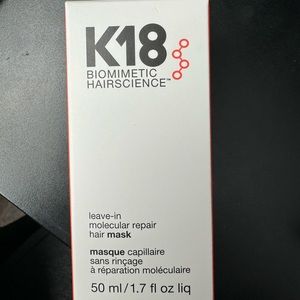 K18
BIOMIMETIC
HAIRSCIENCE™
leave-in
molecular repair
hair mask
masque capillaire
sans rinçage
à réparation moléculaire
50 ml/1.7 fl oz liq